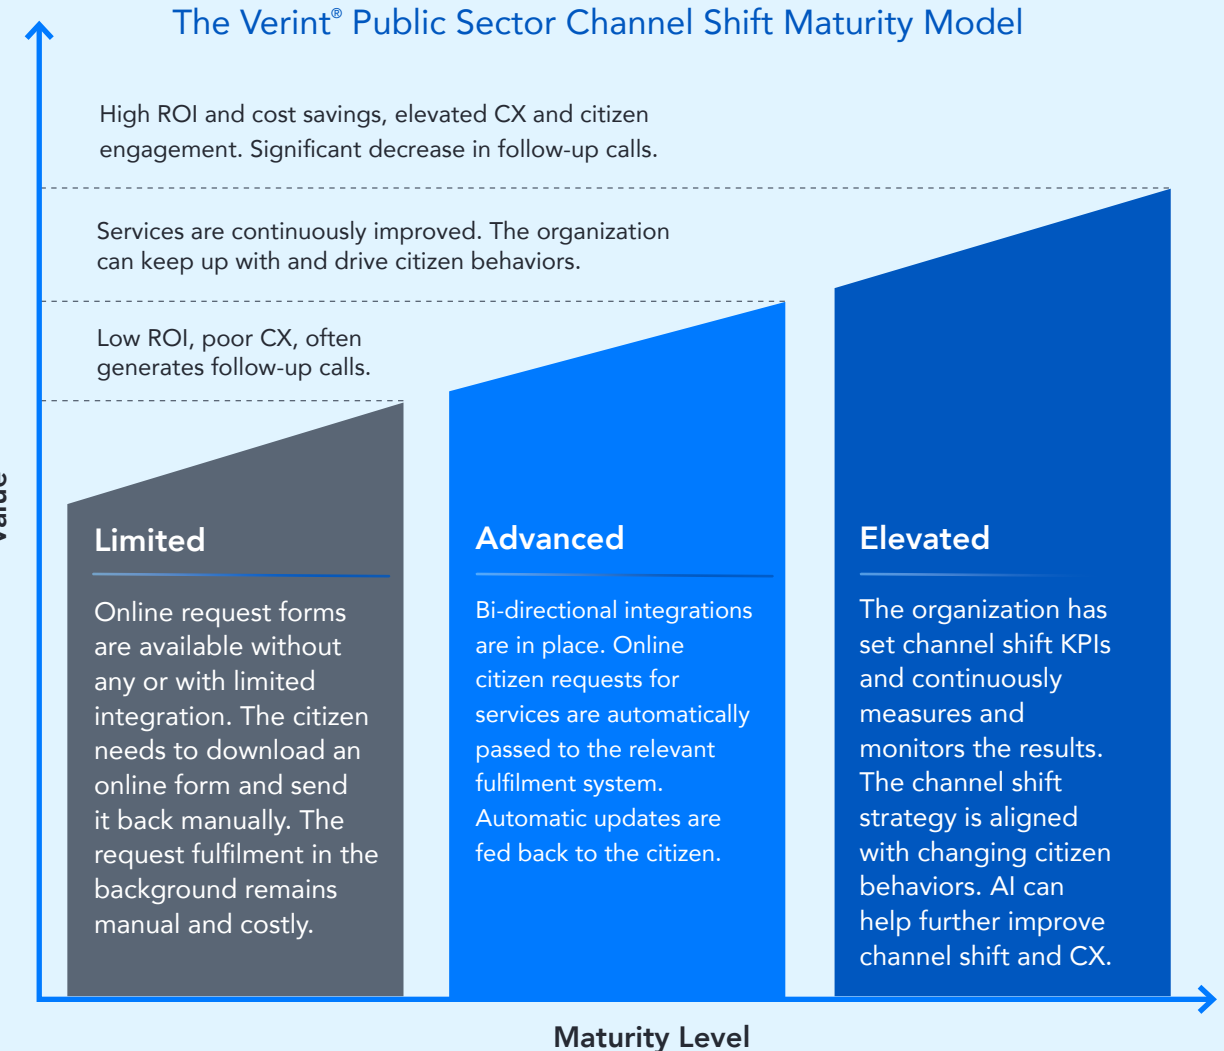 The Verint® Public Sector Channel Shift Maturity Model
High ROI and cost savings, elevated CX and citizen
engagement. Significant decrease in follow-up calls.
Services are continuously improved. The organization
can keep up with and drive citizen behaviors.
Low ROI, poor CX, often
generates follow-up calls.
Value
Limited
Online request forms
are available without
any or with limited
integration. The citizen
needs to download an
online form and send
it back manually. The
request fulfilment in the
background remains
manual and costly.
Advanced
Bi-directional integrations
are in place. Online
citizen requests for
services are automatically
passed to the relevant
fulfilment system.
Automatic updates are
fed back to the citizen.
Elevated
The organization has
set channel shift KPIs
and continuously
measures and
monitors the results.
The channel shift
strategy is aligned
with changing citizen
behaviors. AI can
help further improve
channel shift and CX.
Maturity Level